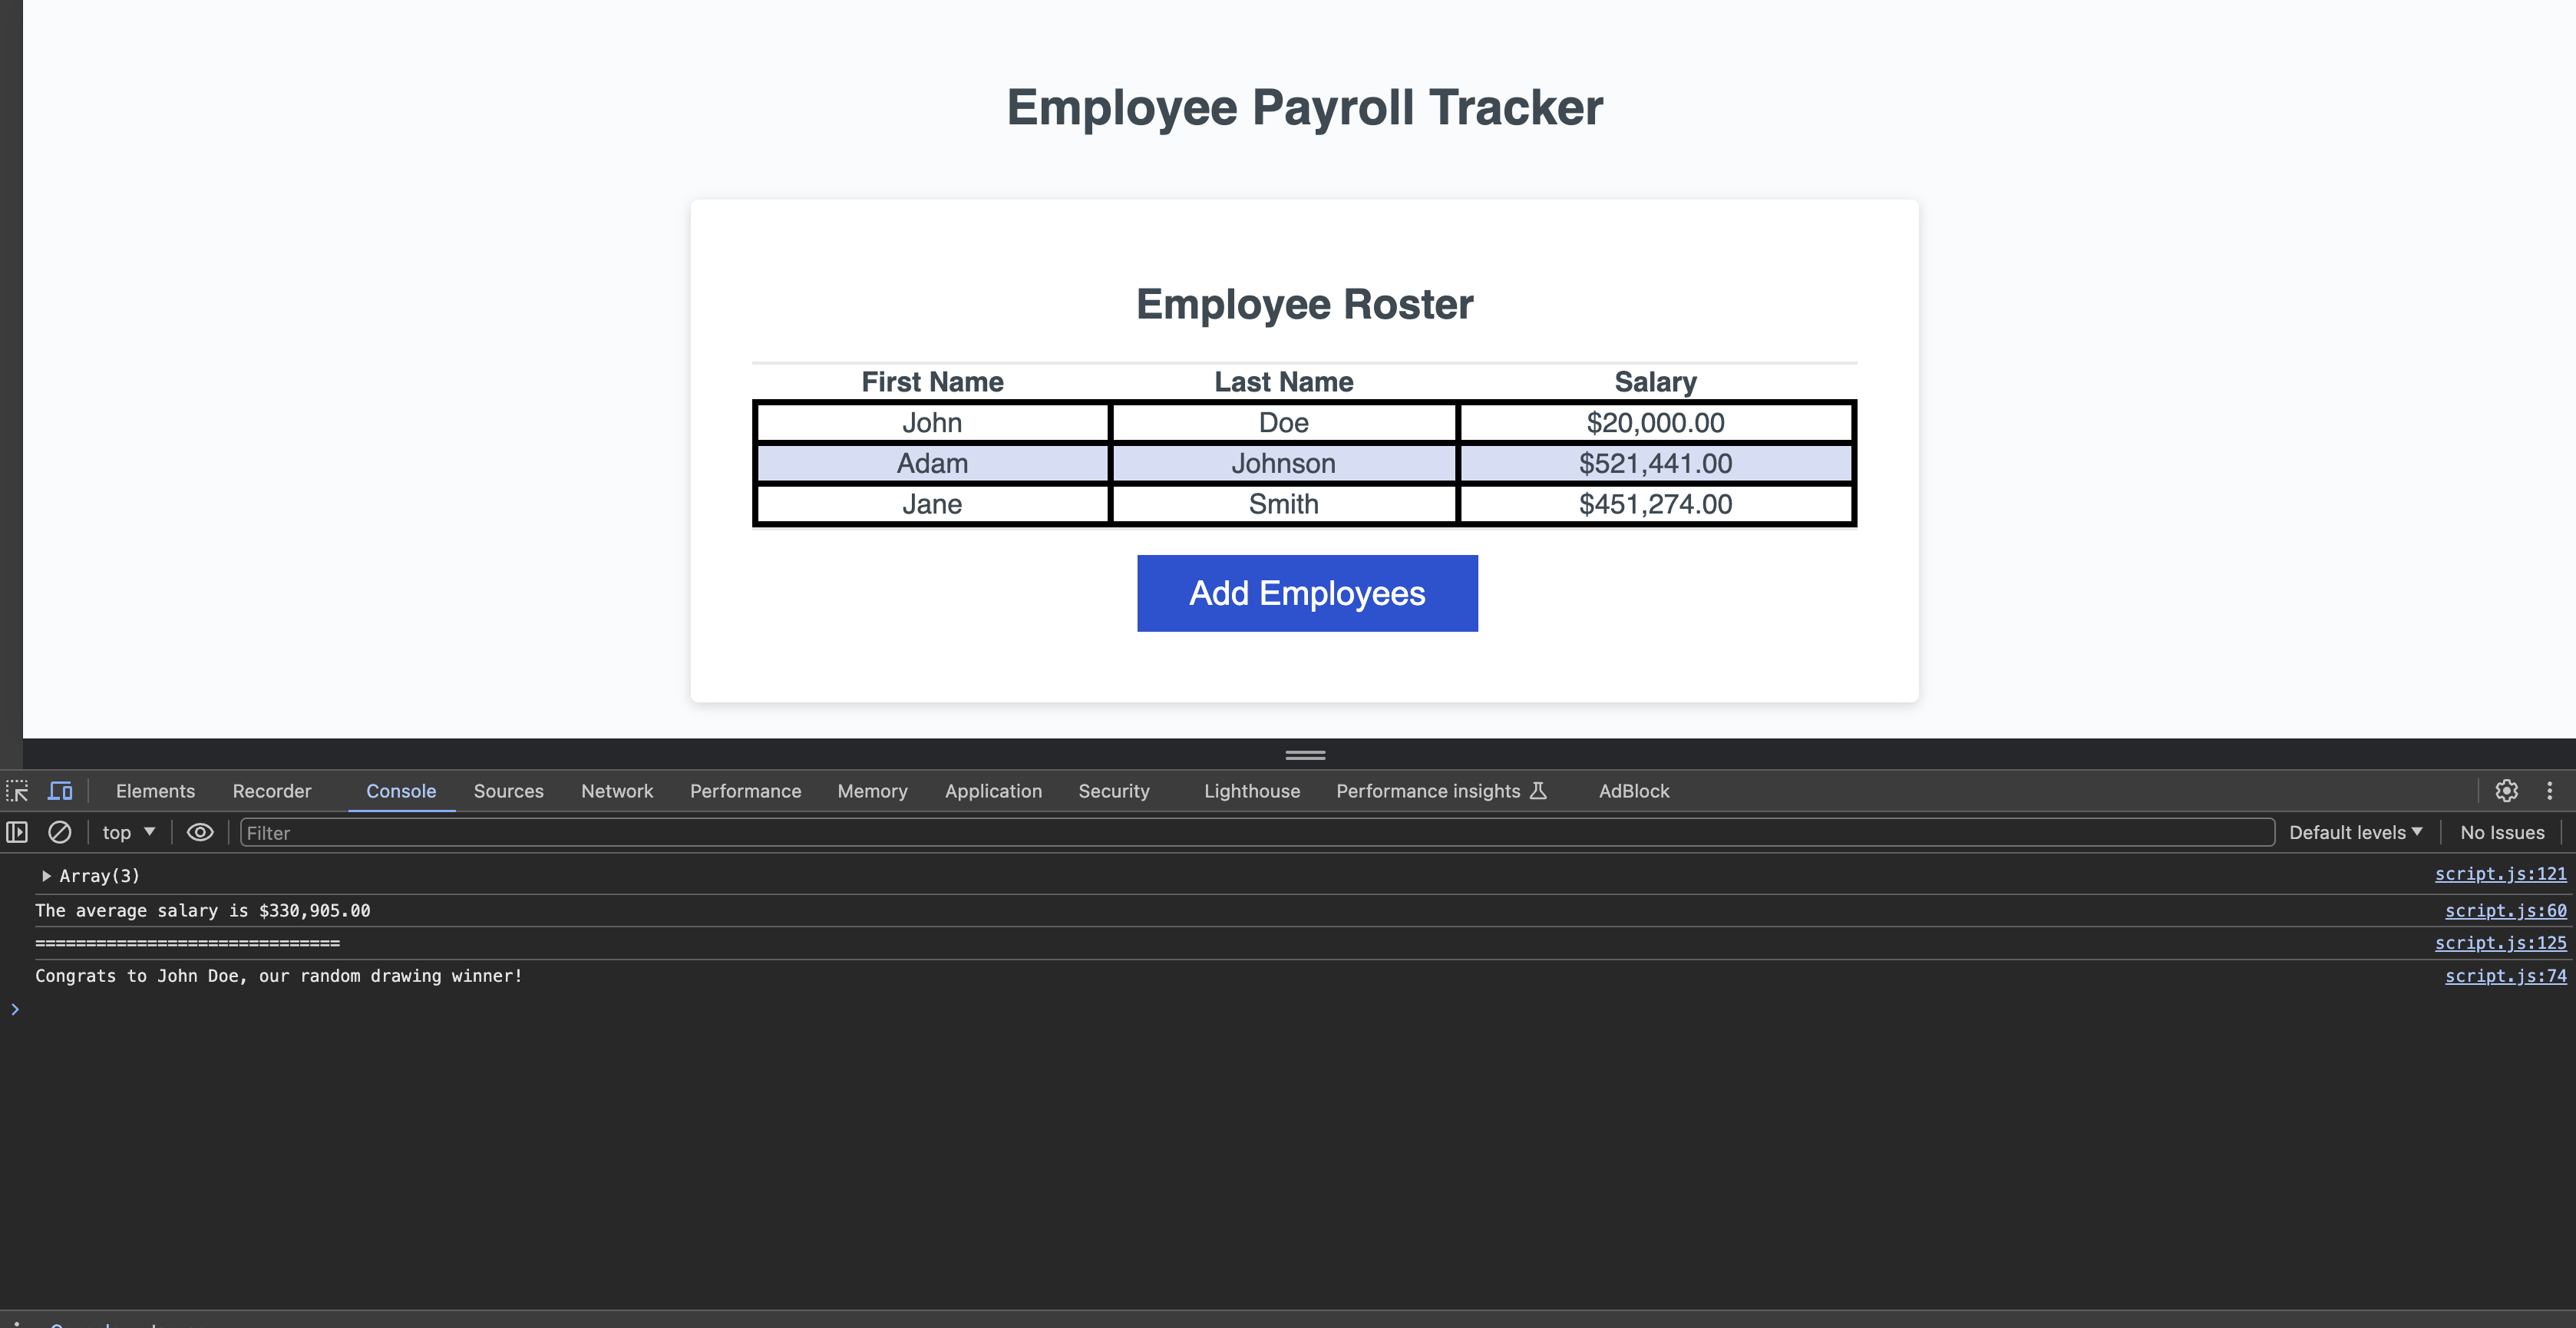 Employee Payroll Tracker
Employee Roster
First Name Last Name Salary
John Doe $20,000.00
Adam Johnson $521,441.00
Jane Smith $451,274.00
Add Employees
Elements Recorder Console Sources Network Performance Memory Application Security Lighthouse Performance insights AdBlock
top Filter Default levels No Issues
Array(3) script.js:121
The average salary is $330,905.00 script.js:60
============================== script.js:125
Congrats to John Doe, our random drawing winner! script.js:74